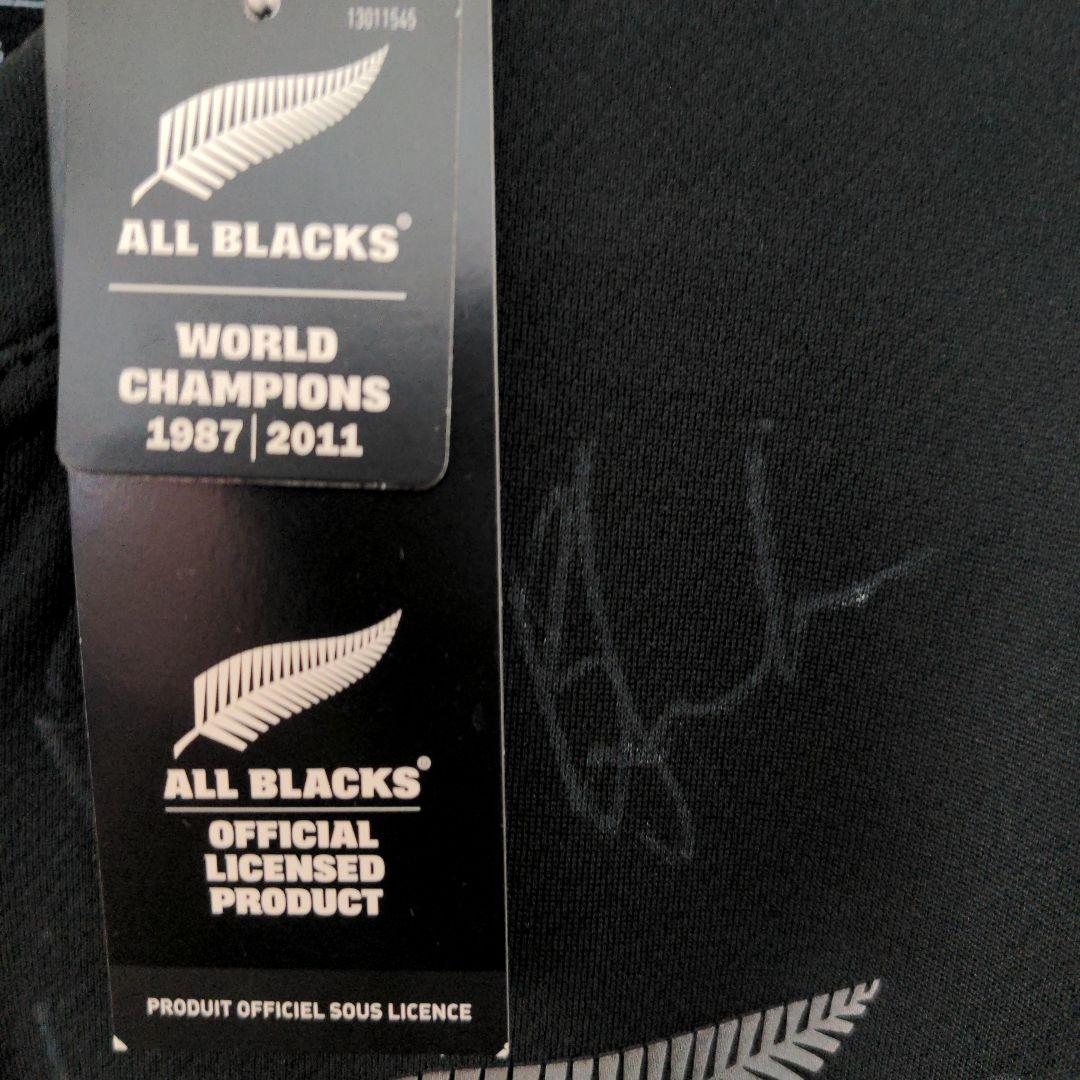 13011545
ALL BLACKS®
WORLD
CHAMPIONS
1987|2011
ALL BLACKS®
OFFICIAL
LICENSED
PRODUCT
PRODUIT OFFICIEL SOUS LICENCE